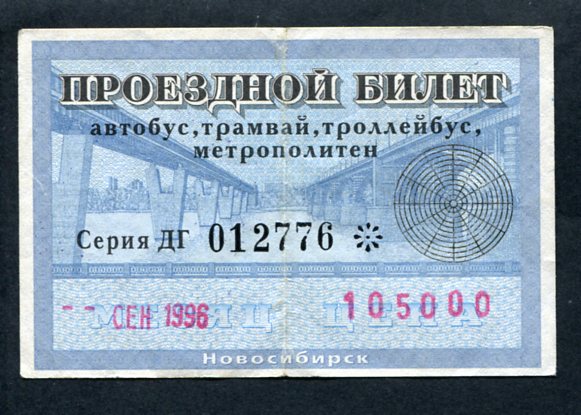 ПРОЕЗДНОЙ БИЛЕТ
автобус, трамвай, троллейбус,
метрополитен
Серия ДГ 012776
МЕСЯЦ ЦЕНА
-- СЕН 1996 105000
Новосибирск